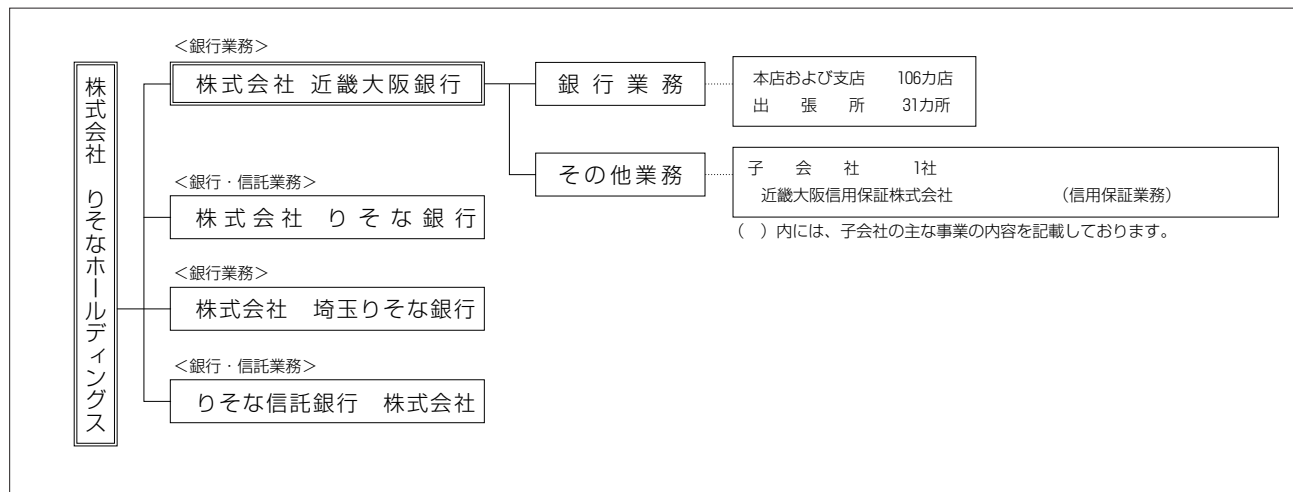 株式会社 りそなホールディングス
＜銀行業務＞
株式会社 近畿大阪銀行
銀行業務
本店および支店 106カ店
出張所 31カ所
その他業務
子会社 1社
近畿大阪信用保証株式会社 （信用保証業務）
（ ）内には、子会社の主な事業の内容を記載しております。
＜銀行・信託業務＞
株式会社 りそな銀行
＜銀行業務＞
株式会社 埼玉りそな銀行
＜銀行・信託業務＞
りそな信託銀行 株式会社